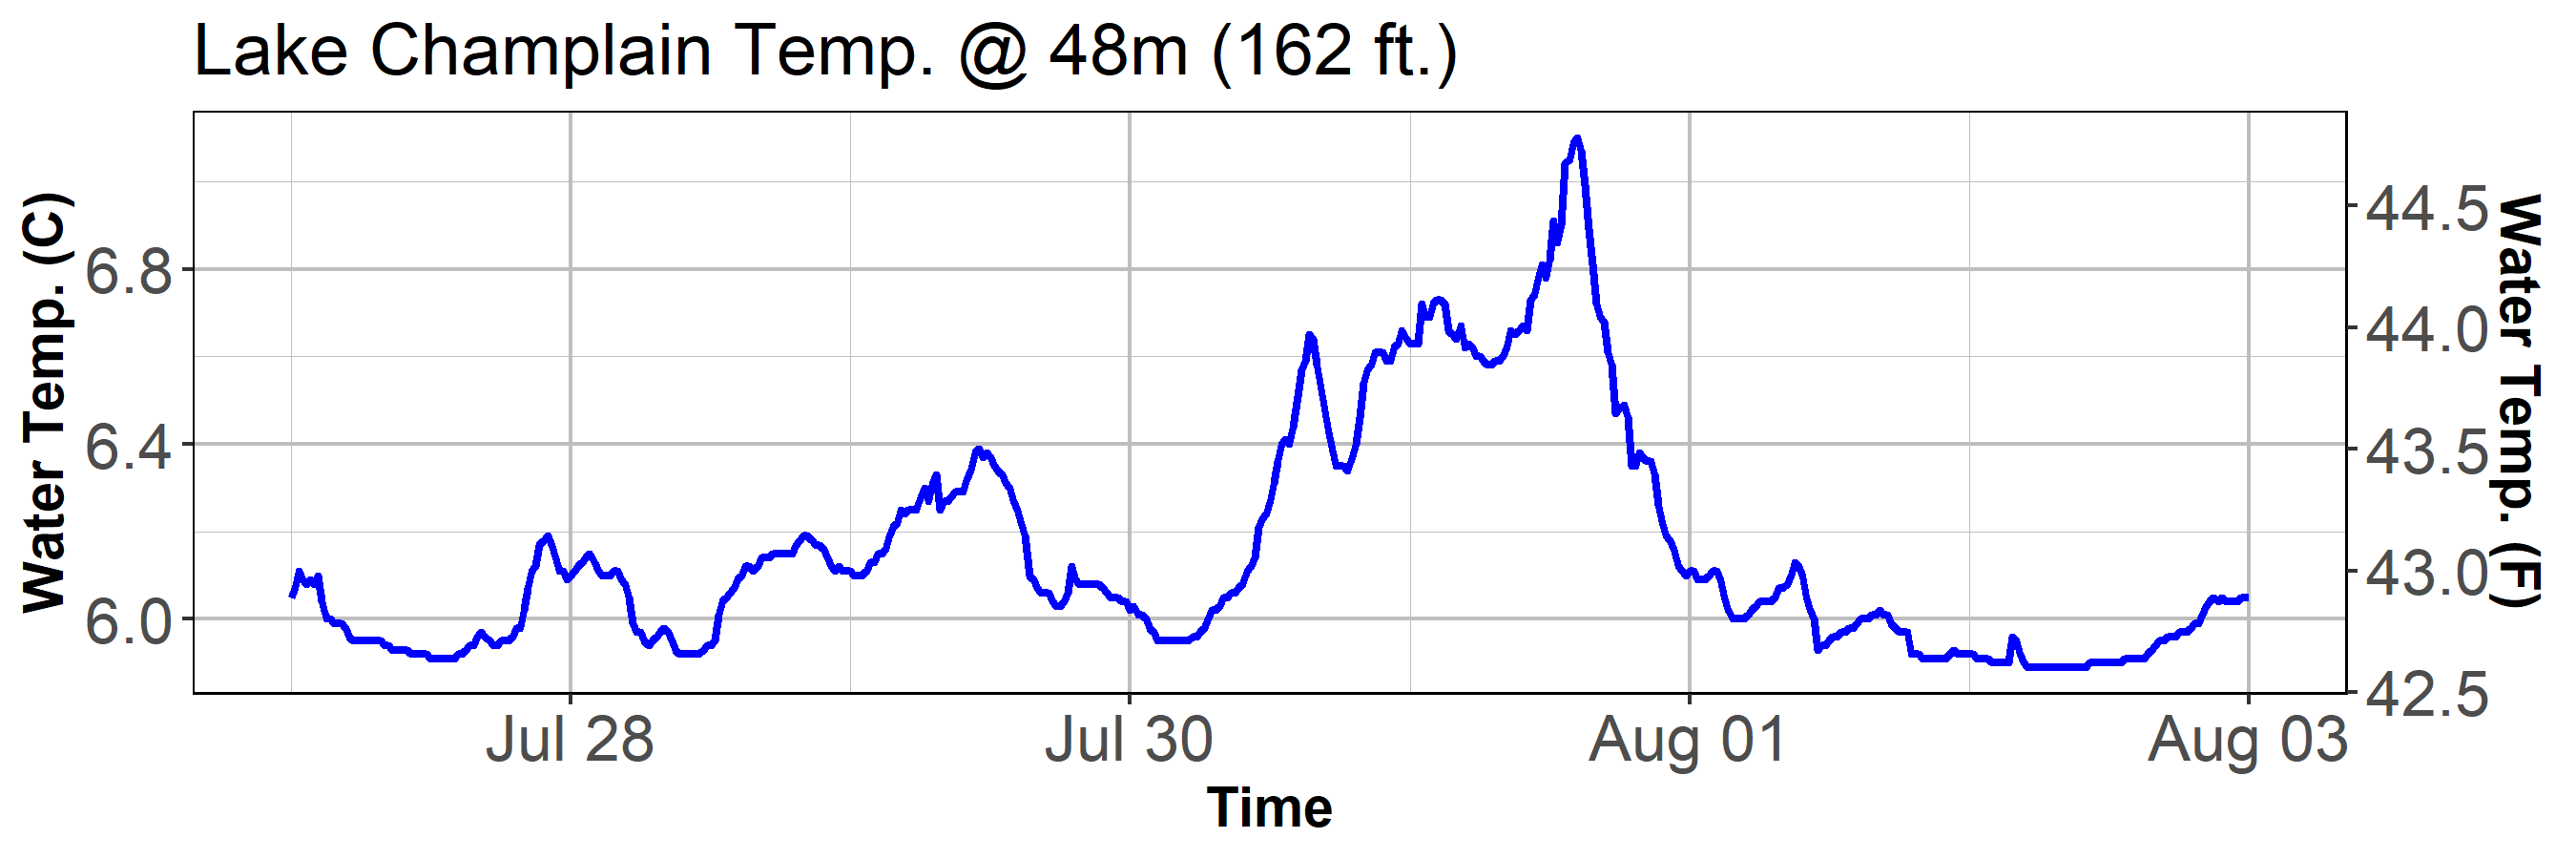 Lake Champlain Temp. @ 48m (162 ft.)
Water Temp. (C)
6.8
6.4
6.0
44.5
44.0
43.5
43.0
42.5
Water Temp. (F)
Jul 28 Jul 30 Aug 01 Aug 03
Time